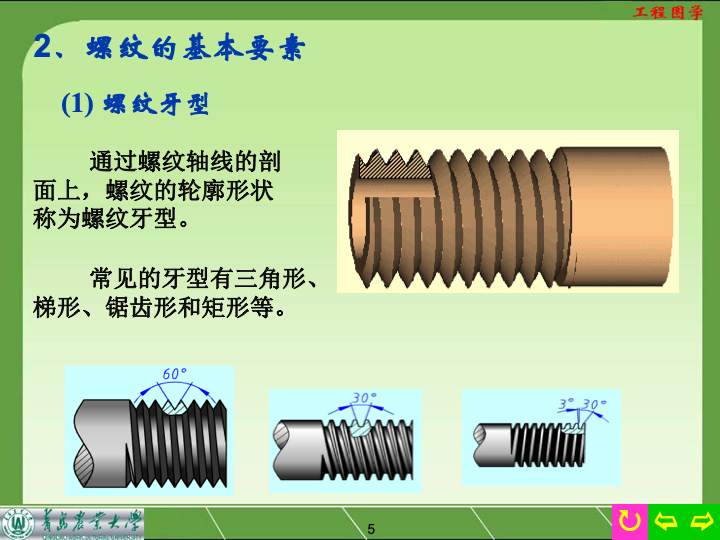 工程图学
2、螺纹的基本要素
(1) 螺纹牙型
通过螺纹轴线的剖
面上，螺纹的轮廓形状
称为螺纹牙型。
常见的牙型有三角形、
梯形、锯齿形和矩形等。
60°
30°
3° 30°
青岛农业大学
5